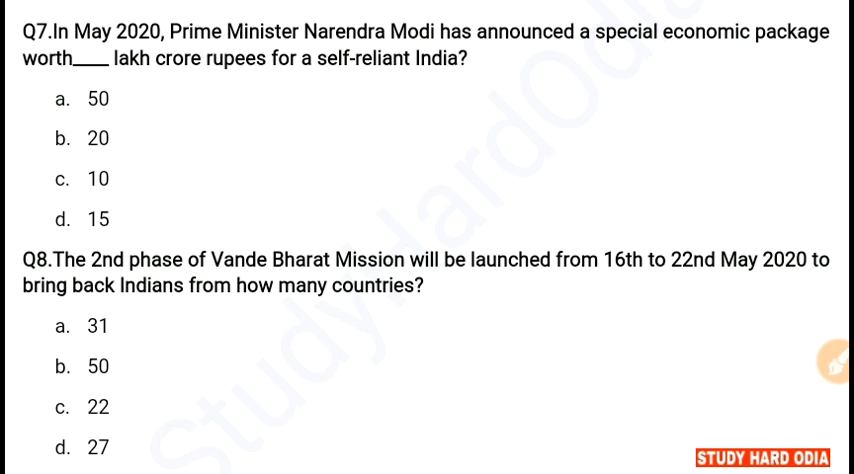 Q7.In May 2020, Prime Minister Narendra Modi has announced a special economic package
worth____ lakh crore rupees for a self-reliant India?
a. 50
b. 20
c. 10
d. 15
Q8.The 2nd phase of Vande Bharat Mission will be launched from 16th to 22nd May 2020 to
bring back Indians from how many countries?
a. 31
b. 50
c. 22
d. 27
StudyHardOdia
STUDY HARD ODIA